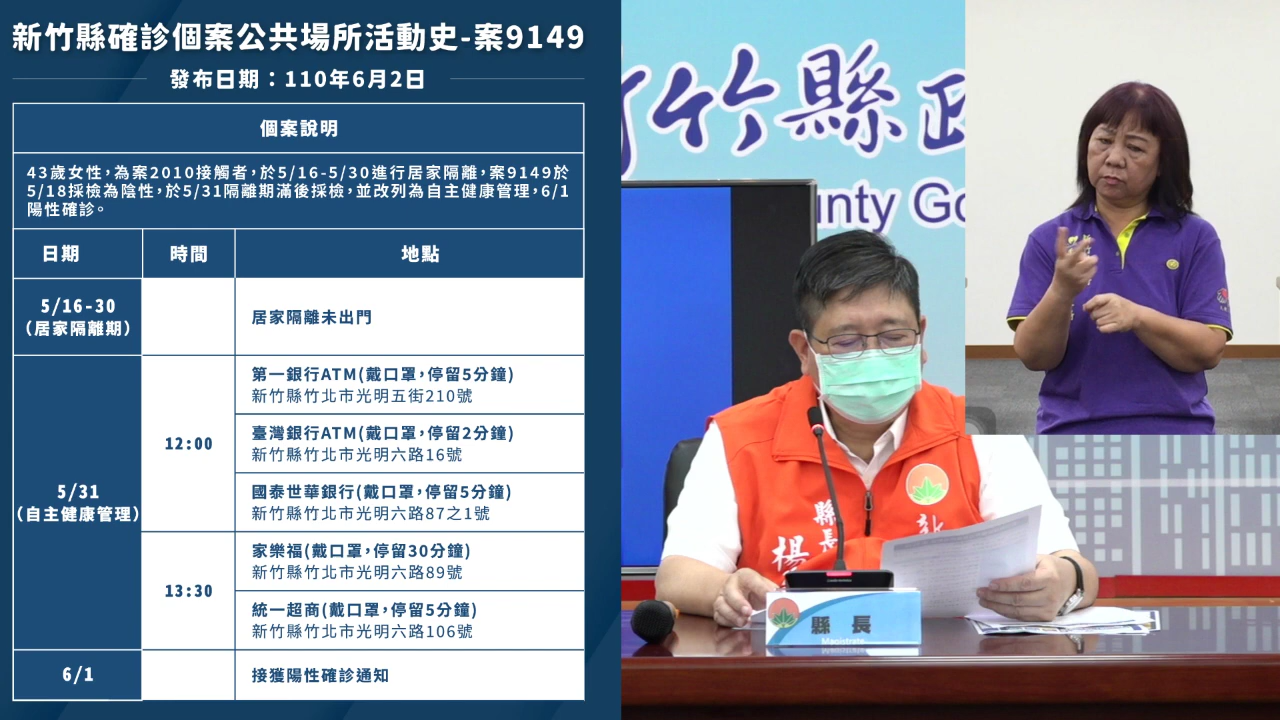 新竹縣確診個案公共場所活動史-案9149
發布日期：110年6月2日
個案說明
43歲女性，為案2010接觸者，於5/16-5/30進行居家隔離，案9149於
5/18採檢為陰性，於5/31隔離期滿後採檢，並改列為自主健康管理，6/1
陽性確診。
日期 時間 地點
5/16-30
（居家隔離期）
居家隔離未出門
5/31
（自主健康管理）
12:00
第一銀行ATM(戴口罩，停留5分鐘)
新竹縣竹北市光明五街210號
臺灣銀行ATM(戴口罩，停留2分鐘)
新竹縣竹北市光明六路16號
國泰世華銀行(戴口罩，停留5分鐘)
新竹縣竹北市光明六路87之1號
13:30
家樂福(戴口罩，停留30分鐘)
新竹縣竹北市光明六路89號
統一超商(戴口罩，停留5分鐘)
新竹縣竹北市光明六路106號
6/1
接獲陽性確診通知
竹縣政
unty Go
縣長
楊
縣長
Magistrate